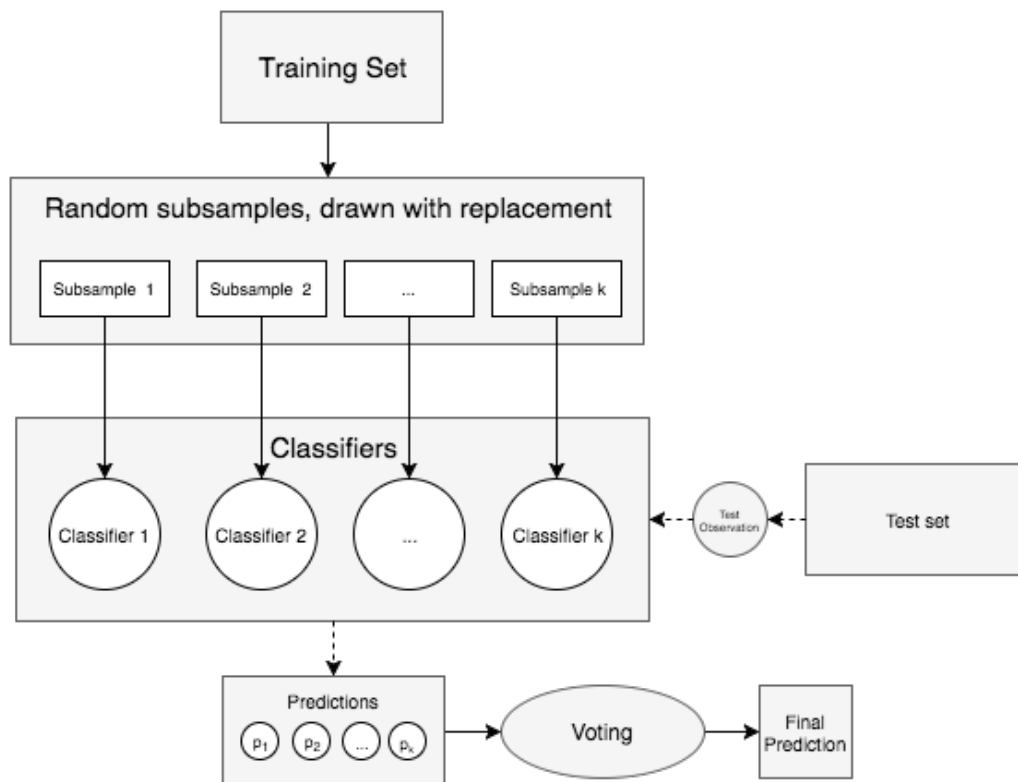 Training Set
Random subsamples, drawn with replacement
Subsample 1
Subsample 2
...
Subsample k
Classifiers
Classifier 1
Classifier 2
...
Classifier k
Test
Observation
Test set
Predictions
p1
p2
...
pk
Voting
Final
Prediction